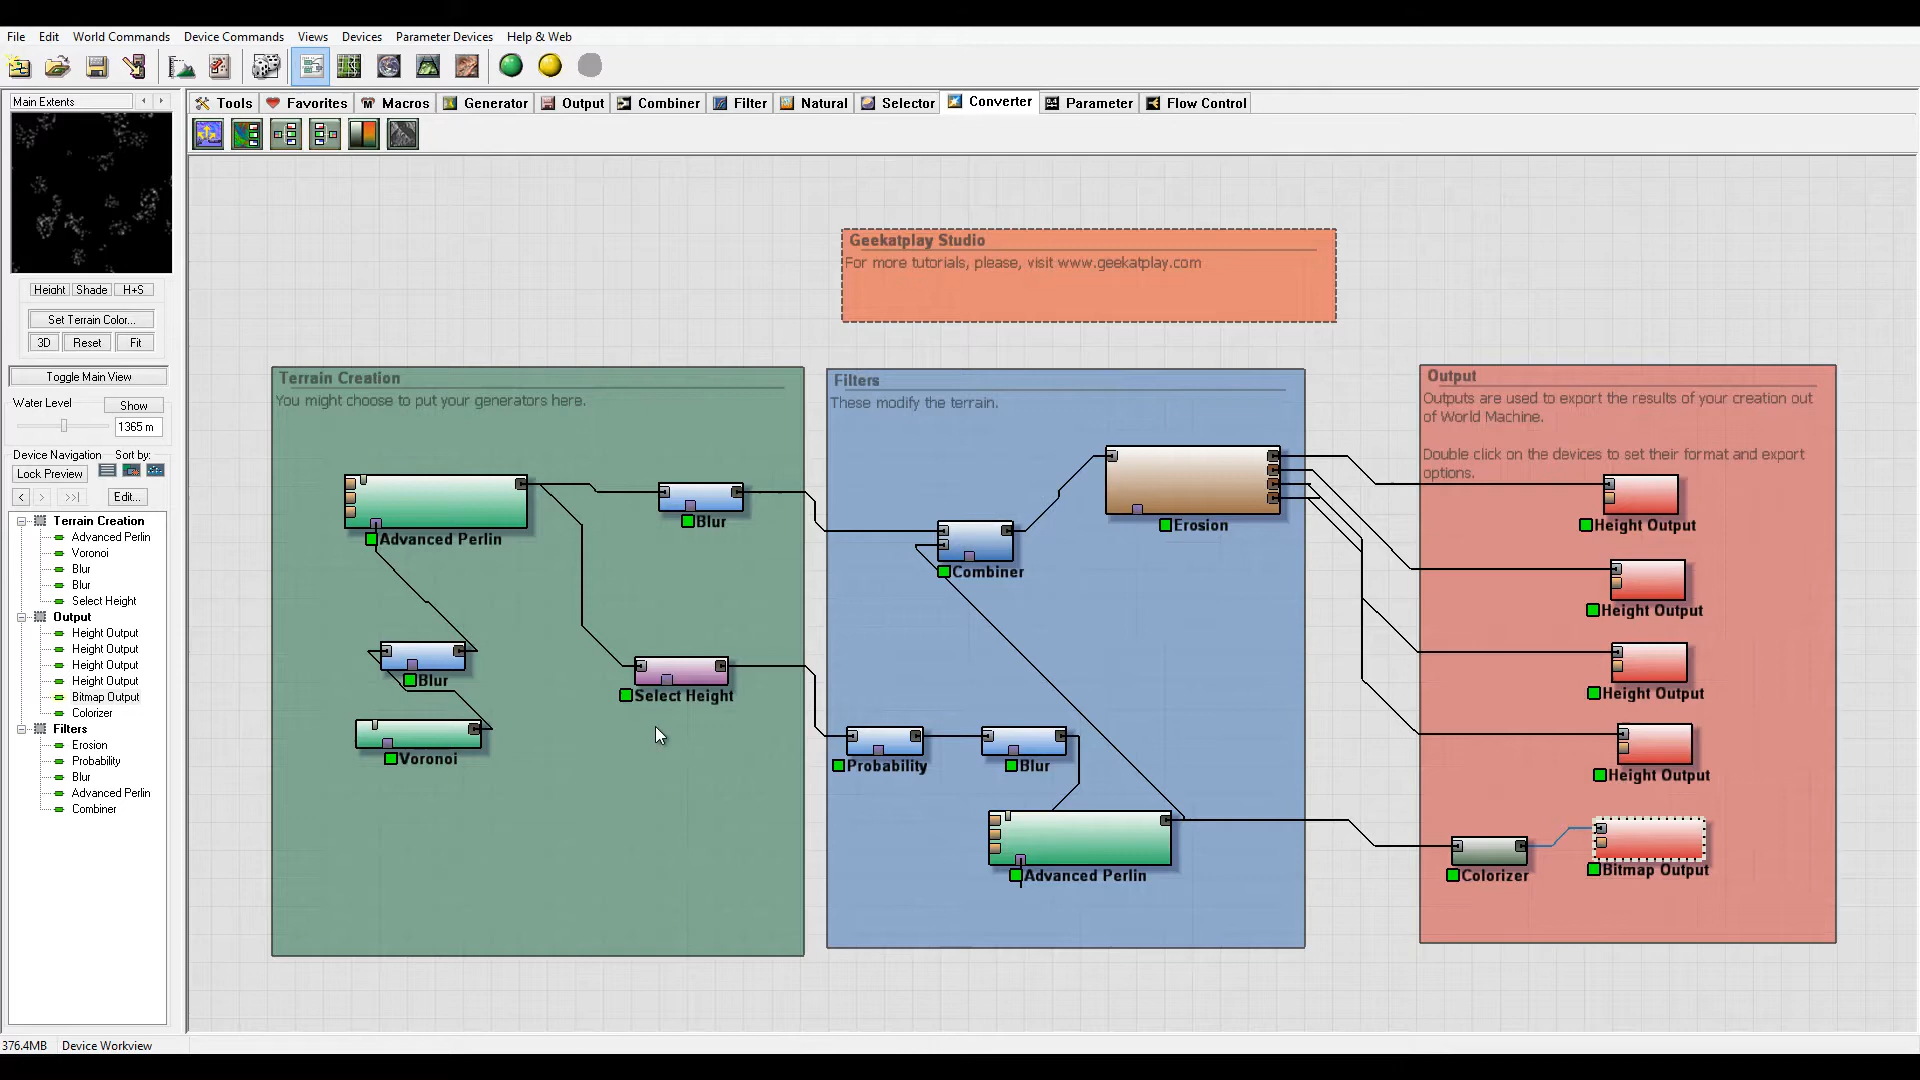 File Edit World Commands Device Commands Views Devices Parameter Devices Help & Web
Main Extents
Tools Favorites Macros Generator Output Combiner Filter Natural Selector Converter Parameter Flow Control
Height Shade H+S
Set Terrain Color...
3D Reset Fit
Toggle Main View
Water Level Show
1365 m
Device Navigation Sort by:
Lock Preview
< > >>| Edit...
Terrain Creation
Advanced Perlin
Voronoi
Blur
Blur
Select Height
Output
Height Output
Height Output
Height Output
Height Output
Bitmap Output
Colorizer
Filters
Erosion
Probability
Blur
Advanced Perlin
Combiner
Geekatplay Studio
For more tutorials, please, visit www.geekatplay.com
Terrain Creation
You might choose to put your generators here.
Advanced Perlin
Blur
Blur
Select Height
Voronoi
Filters
These modify the terrain.
Erosion
Combiner
Probability
Blur
Advanced Perlin
Output
Outputs are used to export the results of your creation out
of World Machine.
Double click on the devices to set their format and export
options.
Height Output
Height Output
Height Output
Height Output
Colorizer
Bitmap Output
376.4MB Device Workview